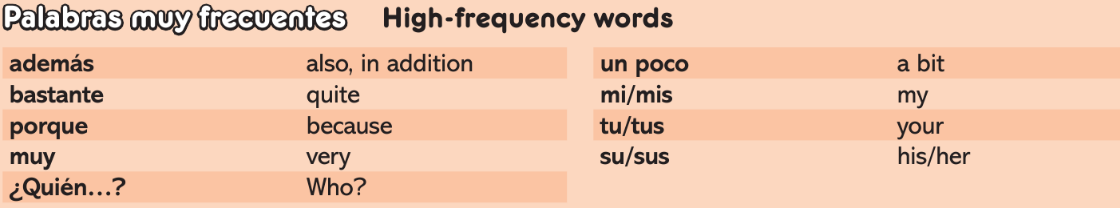 Palabras muy frecuentes High-frequency words
además also, in addition
bastante quite
porque because
muy very
¿Quién…? Who?
un poco a bit
mi/mis my
tu/tus your
su/sus his/her